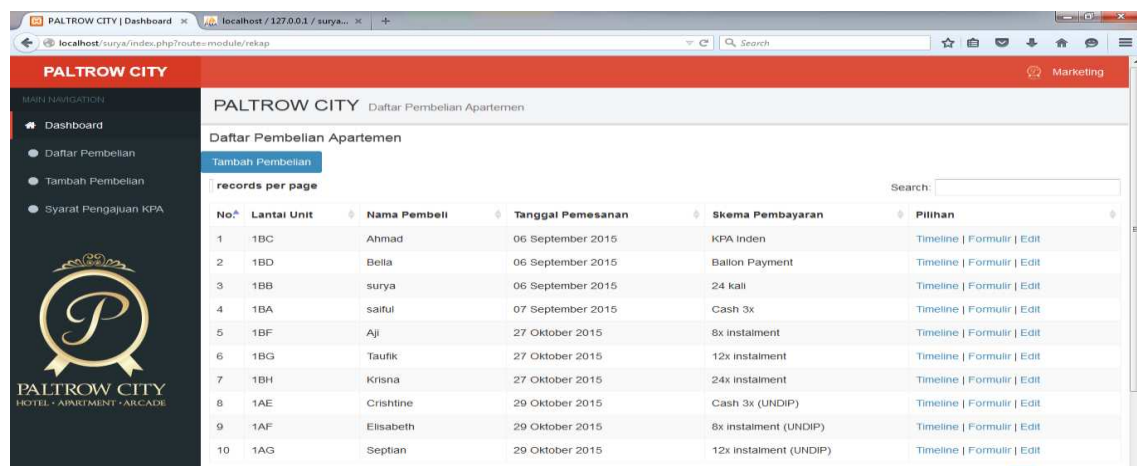 PALTROW CITY | Dashboard × localhost / 127.0.0.1 / surya... × +
localhost/surya/index.php?route=module/rekap Search
PALTROW CITY Marketing
MAIN NAVIGATION
Dashboard
Daftar Pembelian
Tambah Pembelian
Syarat Pengajuan KPA
P
PALTROW CITY
HOTEL • APARTMENT • ARCADE
PALTROW CITY Daftar Pembelian Apartemen
Daftar Pembelian Apartemen
Tambah Pembelian
records per page Search:
No. Lantai Unit Nama Pembeli Tanggal Pemesanan Skema Pembayaran Pilihan
1 1BC Ahmad 06 September 2015 KPA Inden Timeline | Formulir | Edit
2 1BD Bella 06 September 2015 Ballon Payment Timeline | Formulir | Edit
3 1BB surya 06 September 2015 24 kali Timeline | Formulir | Edit
4 1BA saiful 07 September 2015 Cash 3x Timeline | Formulir | Edit
5 1BF Aji 27 Oktober 2015 8x instalment Timeline | Formulir | Edit
6 1BG Taufik 27 Oktober 2015 12x instalment Timeline | Formulir | Edit
7 1BH Krisna 27 Oktober 2015 24x instalment Timeline | Formulir | Edit
8 1AE Crishtine 29 Oktober 2015 Cash 3x (UNDIP) Timeline | Formulir | Edit
9 1AF Elisabeth 29 Oktober 2015 8x instalment (UNDIP) Timeline | Formulir | Edit
10 1AG Septian 29 Oktober 2015 12x instalment (UNDIP) Timeline | Formulir | Edit